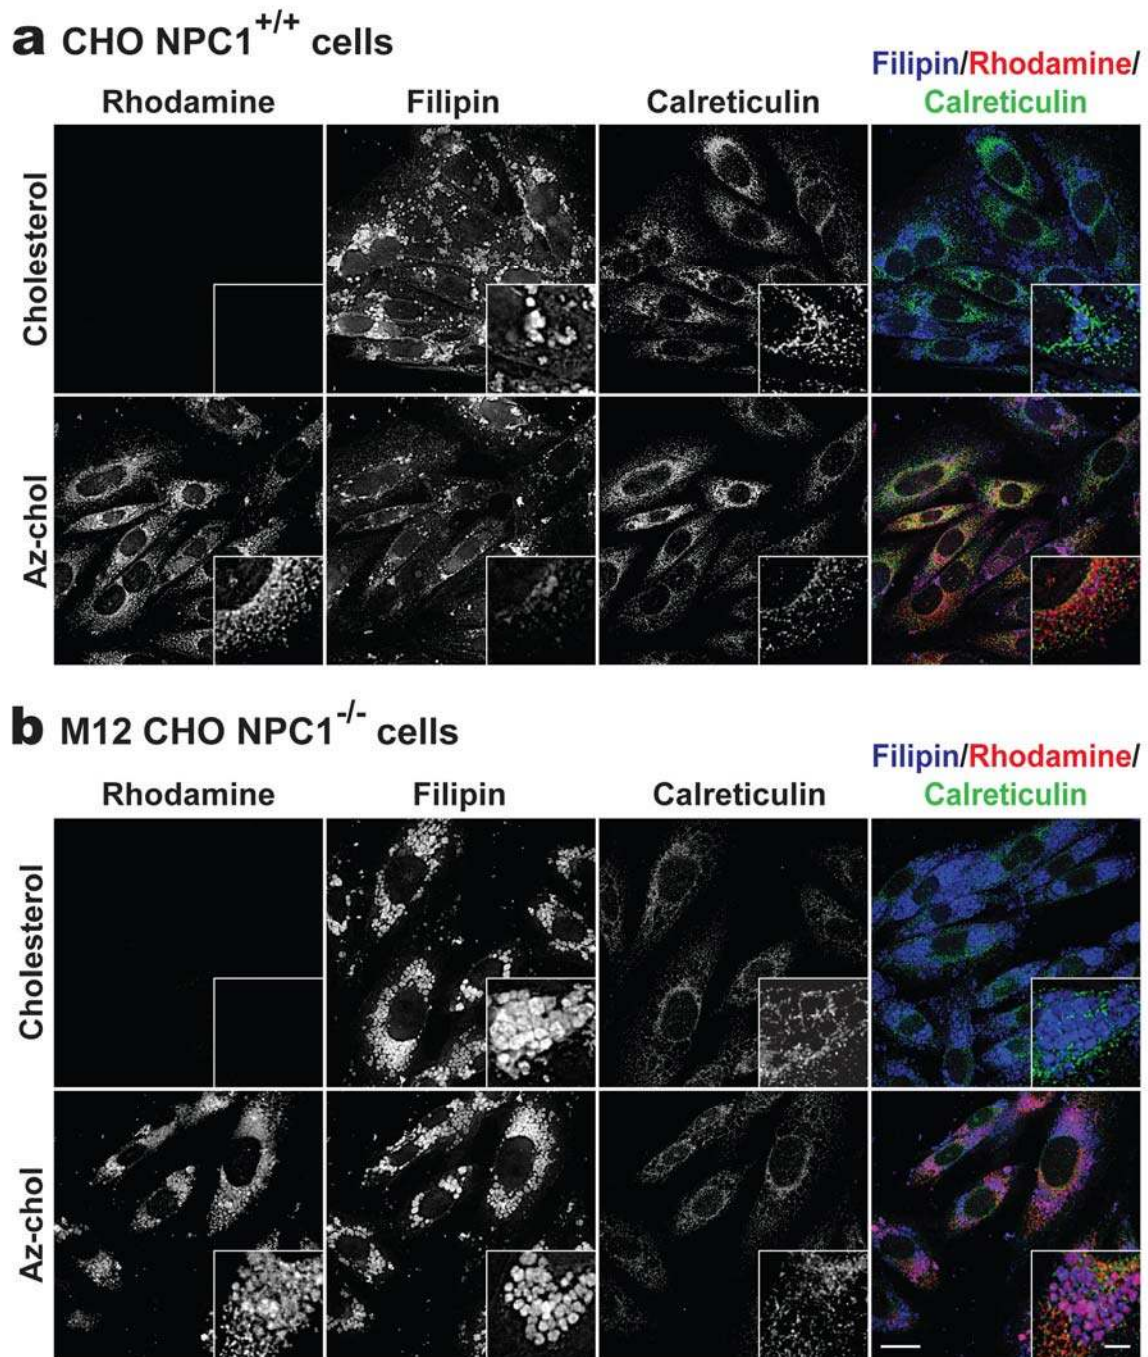 a CHO NPC1+/+ cells
Filipin/Rhodamine/
Rhodamine Filipin Calreticulin Calreticulin
Cholesterol
Az-chol
b M12 CHO NPC1-/- cells
Filipin/Rhodamine/
Rhodamine Filipin Calreticulin Calreticulin
Cholesterol
Az-chol